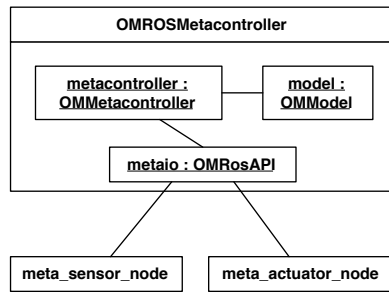 OMROSMetacontroller
metacontroller :
OMMetacontroller
model :
OMModel
metaio : OMRosAPI
meta_sensor_node
meta_actuator_node